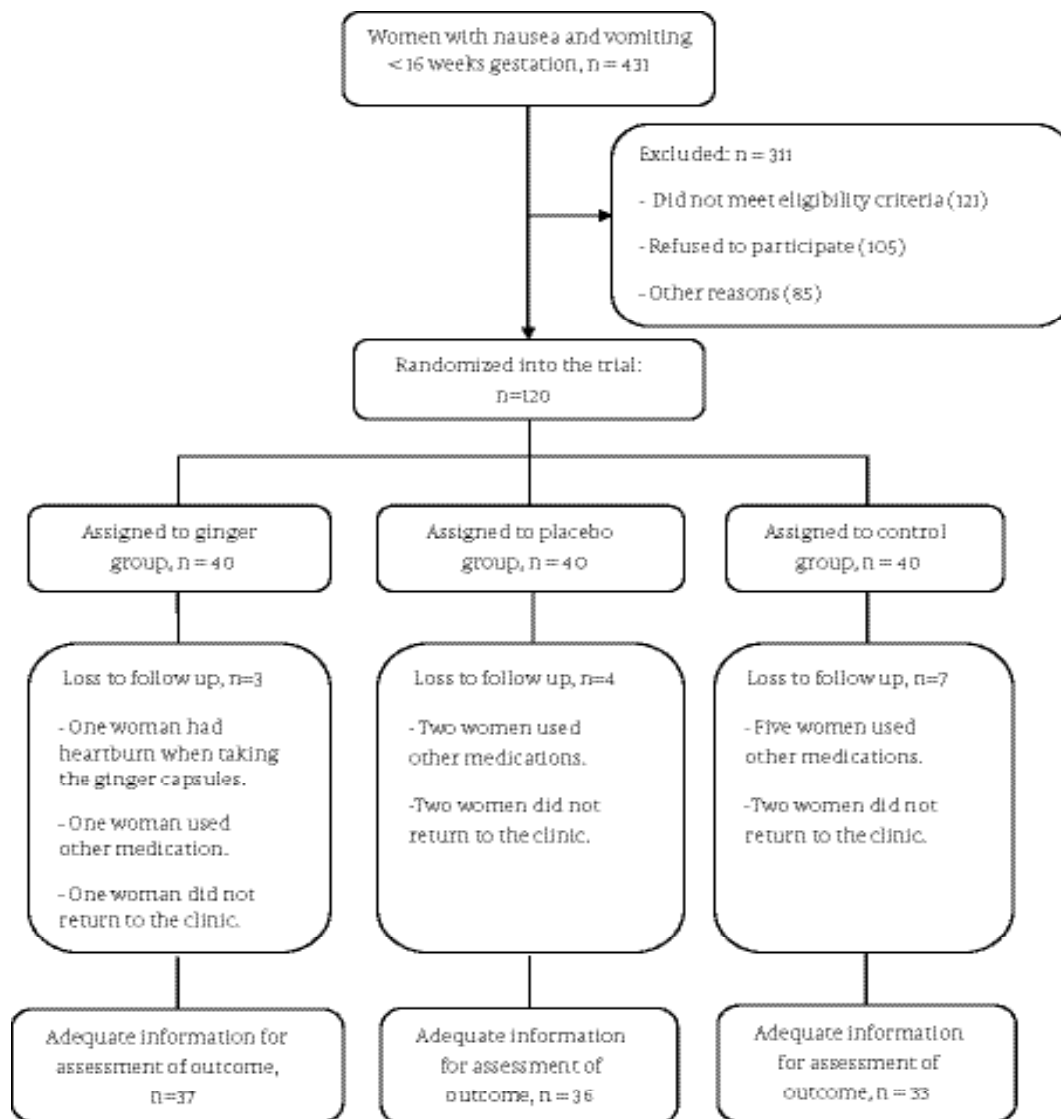 Women with nausea and vomiting
<16 weeks gestation, n = 431
Excluded: n = 311
- Did not meet eligibility criteria (121)
- Refused to participate (105)
- Other reasons (85)
Randomized into the trial:
n=120
Assigned to ginger
group, n = 40
Assigned to placebo
group, n = 40
Assigned to control
group, n = 40
Loss to follow up, n=3
- One woman had
heartburn when taking
the ginger capsules.
- One woman used
other medication.
- One woman did not
return to the clinic.
Loss to follow up, n=4
- Two women used
other medications.
-Two women did not
return to the clinic.
Loss to follow up, n=7
- Five women used
other medications.
-Two women did not
return to the clinic.
Adequate information for
assessment of outcome,
n=37
Adequate information
for assessment of
outcome, n = 36
Adequate information
for assessment of
outcome, n = 33